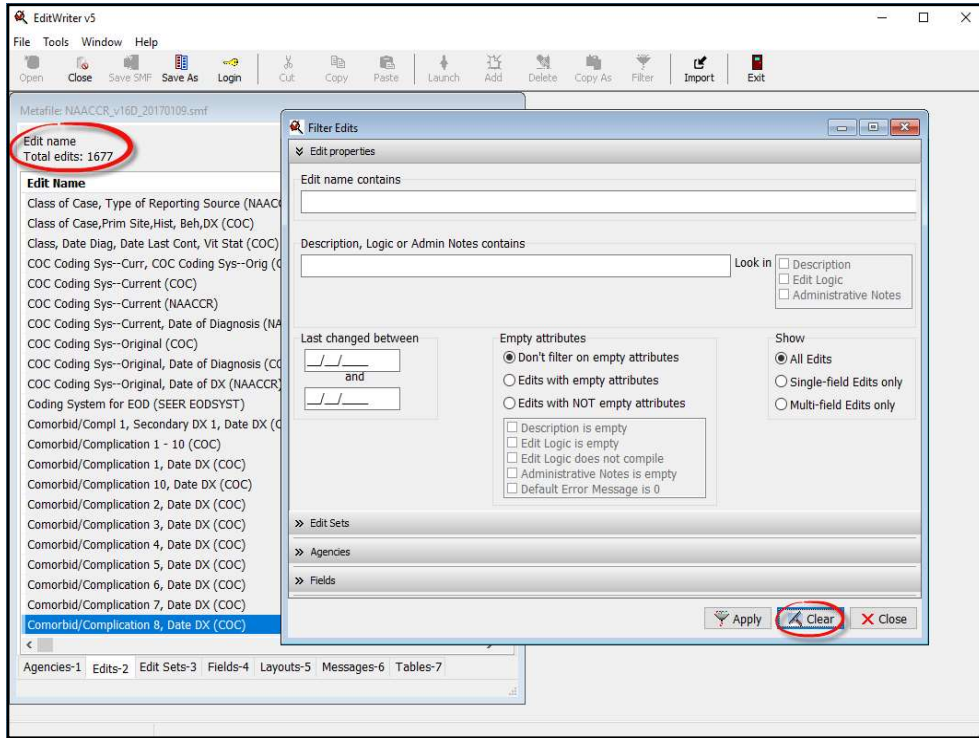 EditWriter v5
File Tools Window Help
Open Close Save SMF Save As Login Cut Copy Paste Launch Add Delete Copy As Filter Import Exit
Metafile: NAACCR_v16D_20170109.smf
Edit name
Total edits: 1677
Edit Name
Class of Case, Type of Reporting Source (NAACC
Class of Case,Prim Site,Hist, Beh,DX (COC)
Class, Date Diag, Date Last Cont, Vit Stat (COC)
COC Coding Sys--Curr, COC Coding Sys--Orig (C
COC Coding Sys--Current (COC)
COC Coding Sys--Current (NAACCR)
COC Coding Sys--Current, Date of Diagnosis (NA
COC Coding Sys--Original (COC)
COC Coding Sys--Original, Date of Diagnosis (CO
COC Coding Sys--Original, Date of DX (NAACCR)
Coding System for EOD (SEER EODSYST)
Comorbid/Compl 1, Secondary DX 1, Date DX (C
Comorbid/Complication 1 - 10 (COC)
Comorbid/Complication 1, Date DX (COC)
Comorbid/Complication 10, Date DX (COC)
Comorbid/Complication 2, Date DX (COC)
Comorbid/Complication 3, Date DX (COC)
Comorbid/Complication 4, Date DX (COC)
Comorbid/Complication 5, Date DX (COC)
Comorbid/Complication 6, Date DX (COC)
Comorbid/Complication 7, Date DX (COC)
Comorbid/Complication 8, Date DX (COC)
Agencies-1 Edits-2 Edit Sets-3 Fields-4 Layouts-5 Messages-6 Tables-7
Filter Edits
Edit properties
Edit name contains
Description, Logic or Admin Notes contains
Look in
Description
Edit Logic
Administrative Notes
Last changed between
__/__/____
and
__/__/____
Empty attributes
Don't filter on empty attributes
Edits with empty attributes
Edits with NOT empty attributes
Description is empty
Edit Logic is empty
Edit Logic does not compile
Administrative Notes is empty
Default Error Message is 0
Show
All Edits
Single-field Edits only
Multi-field Edits only
Edit Sets
Agencies
Fields
Apply Clear Close